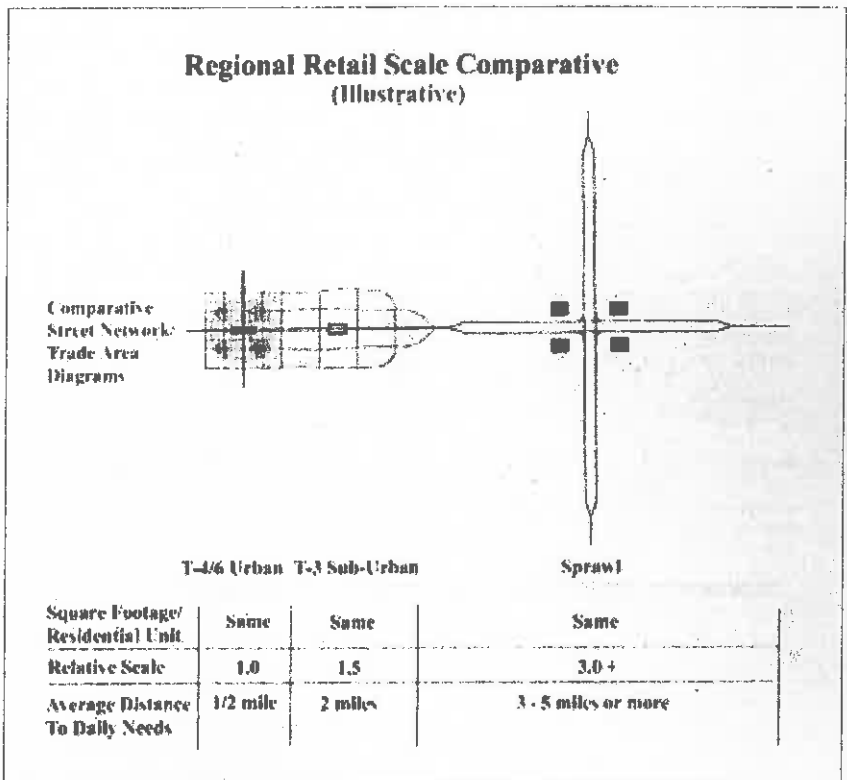 Regional Retail Scale Comparative
(Illustrative)
Comparative
Street Network/
Trade Area
Diagrams
T-4/6 Urban T-3 Sub-Urban Sprawl
Square Footage/
Residential Unit
Same Same Same
Relative Scale 1.0 1.5 3.0 +
Average Distance
To Daily Needs
1/2 mile 2 miles 3 - 5 miles or more